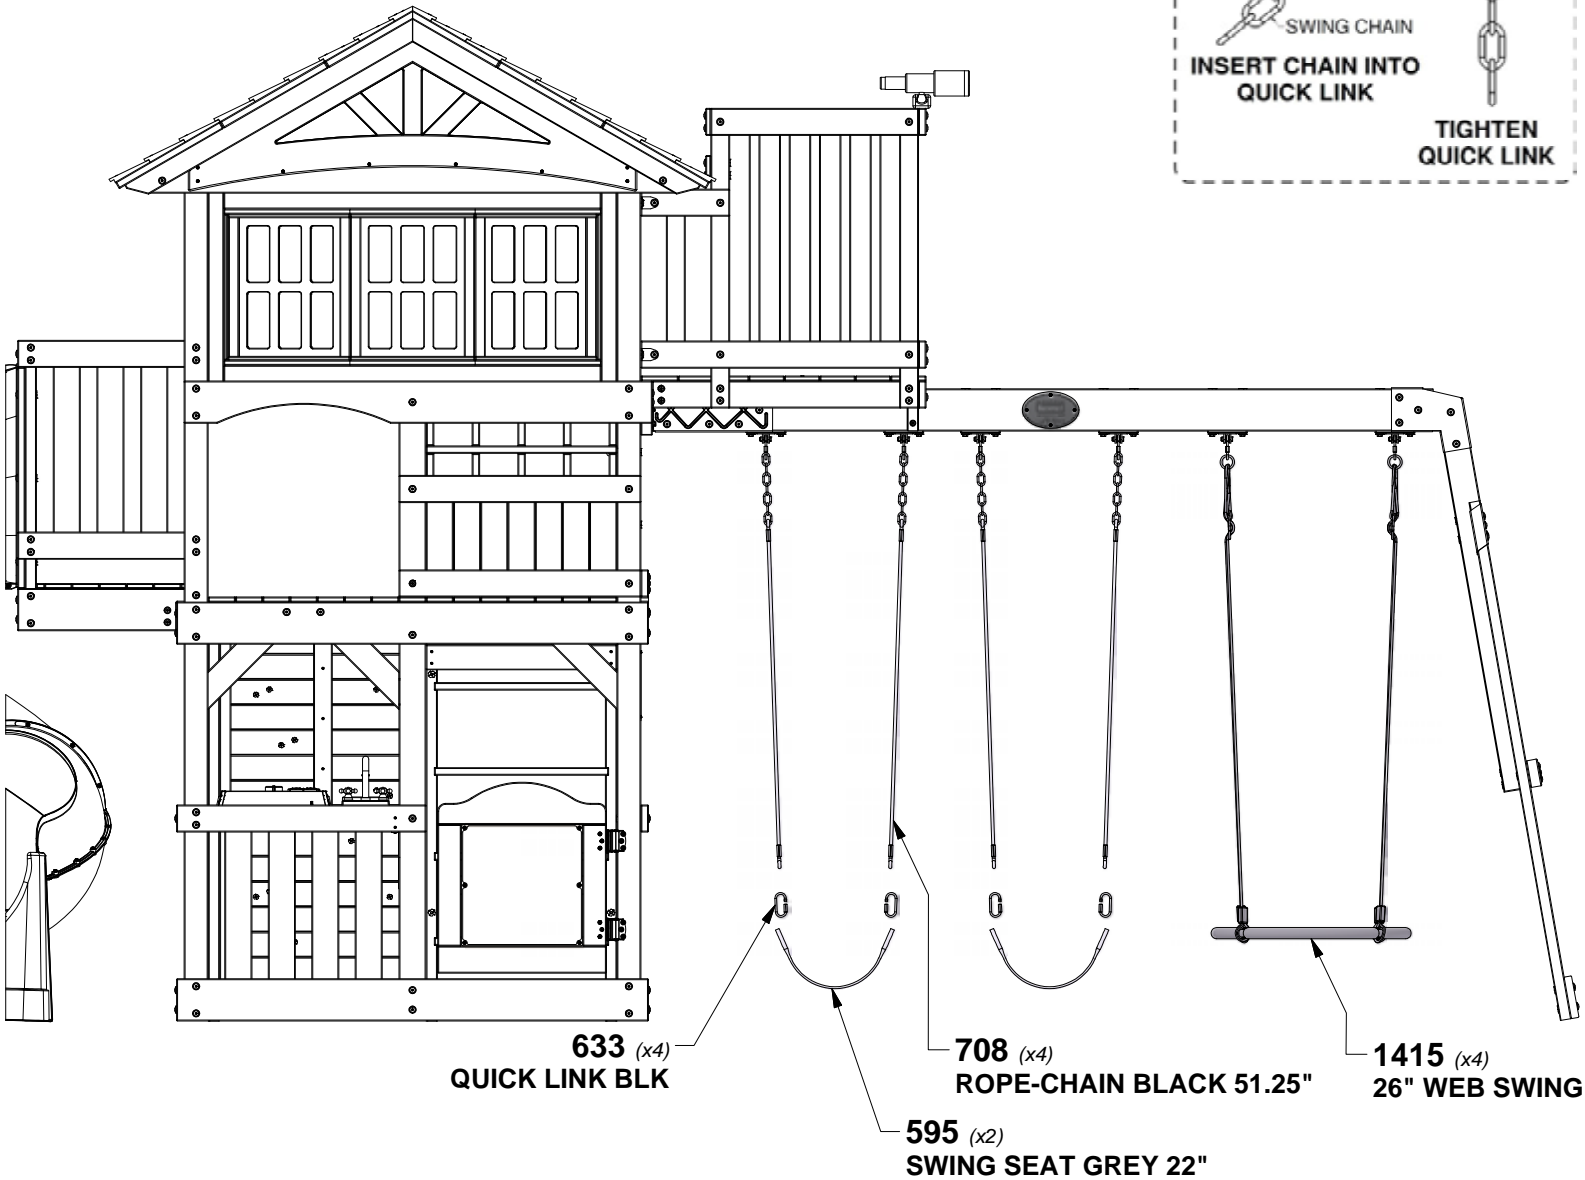 SWING CHAIN
INSERT CHAIN INTO
QUICK LINK
TIGHTEN
QUICK LINK
633 (x4)
QUICK LINK BLK
708 (x4)
ROPE-CHAIN BLACK 51.25"
1415 (x4)
26" WEB SWING
595 (x2)
SWING SEAT GREY 22"